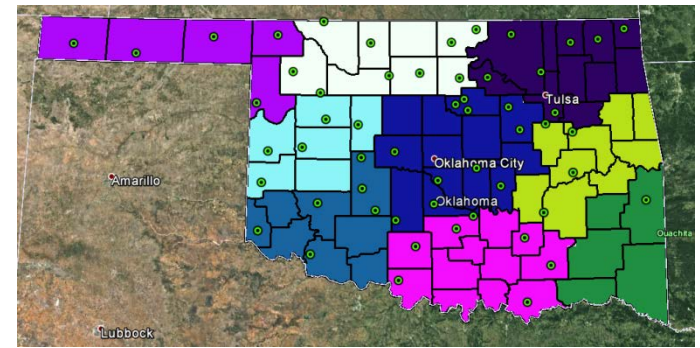 Tulsa
Oklahoma City
Amarillo
Oklahoma
Ouachita
Lubbock